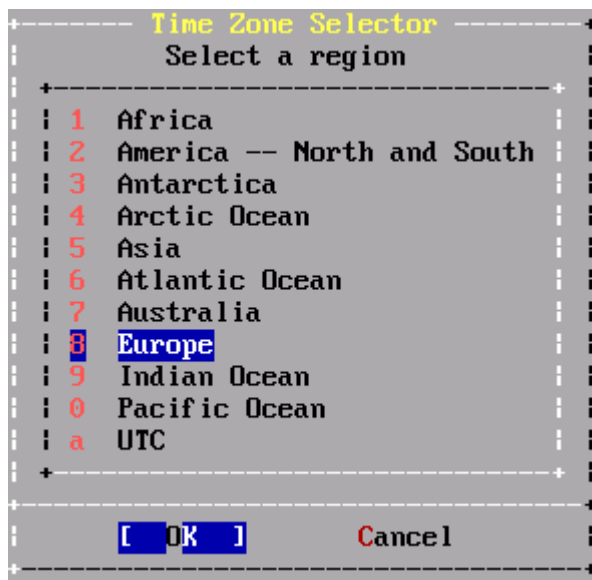 Time Zone Selector
Select a region
1 Africa
2 America -- North and South
3 Antarctica
4 Arctic Ocean
5 Asia
6 Atlantic Ocean
7 Australia
8 Europe
9 Indian Ocean
0 Pacific Ocean
a UTC
[ OK ] Cancel